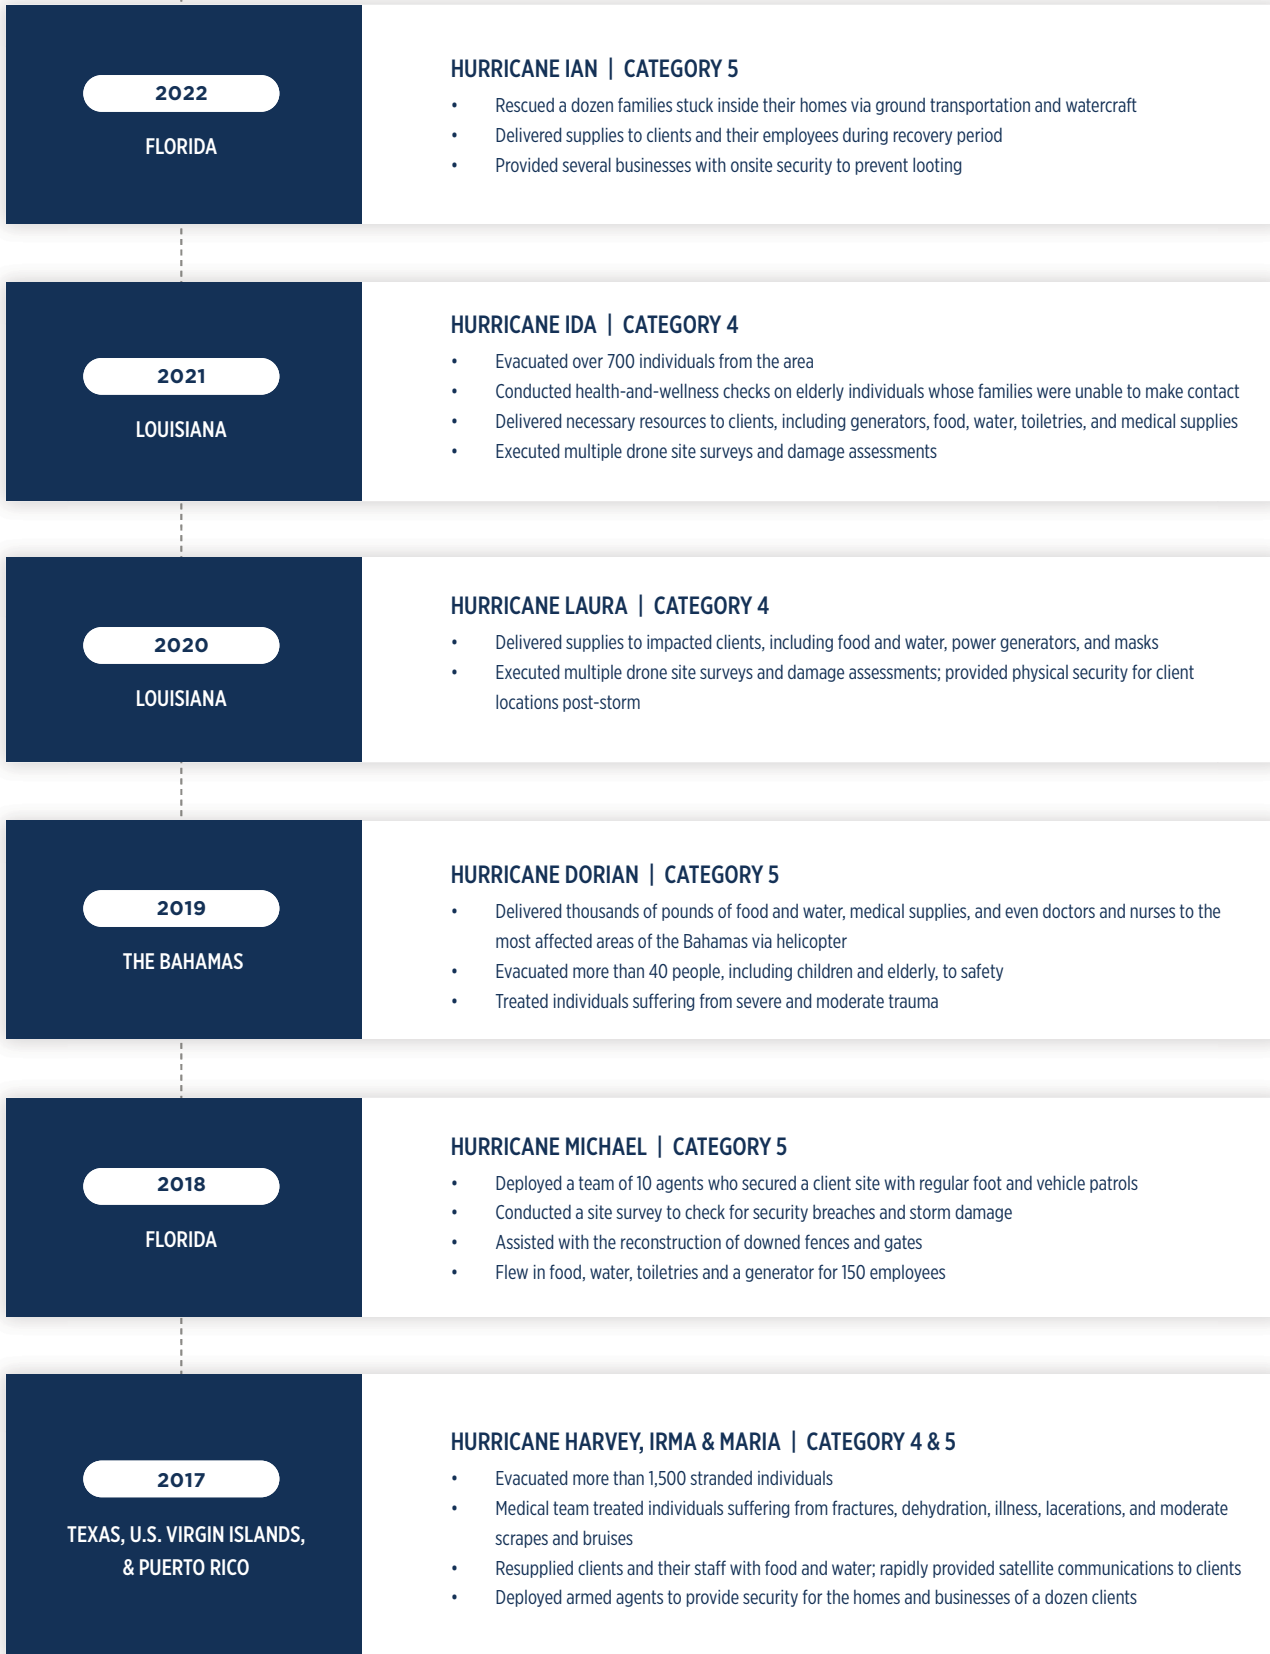 2022
FLORIDA
HURRICANE IAN | CATEGORY 5
• Rescued a dozen families stuck inside their homes via ground transportation and watercraft
• Delivered supplies to clients and their employees during recovery period
• Provided several businesses with onsite security to prevent looting
2021
LOUISIANA
HURRICANE IDA | CATEGORY 4
• Evacuated over 700 individuals from the area
• Conducted health-and-wellness checks on elderly individuals whose families were unable to make contact
• Delivered necessary resources to clients, including generators, food, water, toiletries, and medical supplies
• Executed multiple drone site surveys and damage assessments
2020
LOUISIANA
HURRICANE LAURA | CATEGORY 4
• Delivered supplies to impacted clients, including food and water, power generators, and masks
• Executed multiple drone site surveys and damage assessments; provided physical security for client
locations post-storm
2019
THE BAHAMAS
HURRICANE DORIAN | CATEGORY 5
• Delivered thousands of pounds of food and water, medical supplies, and even doctors and nurses to the
most affected areas of the Bahamas via helicopter
• Evacuated more than 40 people, including children and elderly, to safety
• Treated individuals suffering from severe and moderate trauma
2018
FLORIDA
HURRICANE MICHAEL | CATEGORY 5
• Deployed a team of 10 agents who secured a client site with regular foot and vehicle patrols
• Conducted a site survey to check for security breaches and storm damage
• Assisted with the reconstruction of downed fences and gates
• Flew in food, water, toiletries and a generator for 150 employees
2017
TEXAS, U.S. VIRGIN ISLANDS,
& PUERTO RICO
HURRICANE HARVEY, IRMA & MARIA | CATEGORY 4 & 5
• Evacuated more than 1,500 stranded individuals
• Medical team treated individuals suffering from fractures, dehydration, illness, lacerations, and moderate
scrapes and bruises
• Resupplied clients and their staff with food and water; rapidly provided satellite communications to clients
• Deployed armed agents to provide security for the homes and businesses of a dozen clients